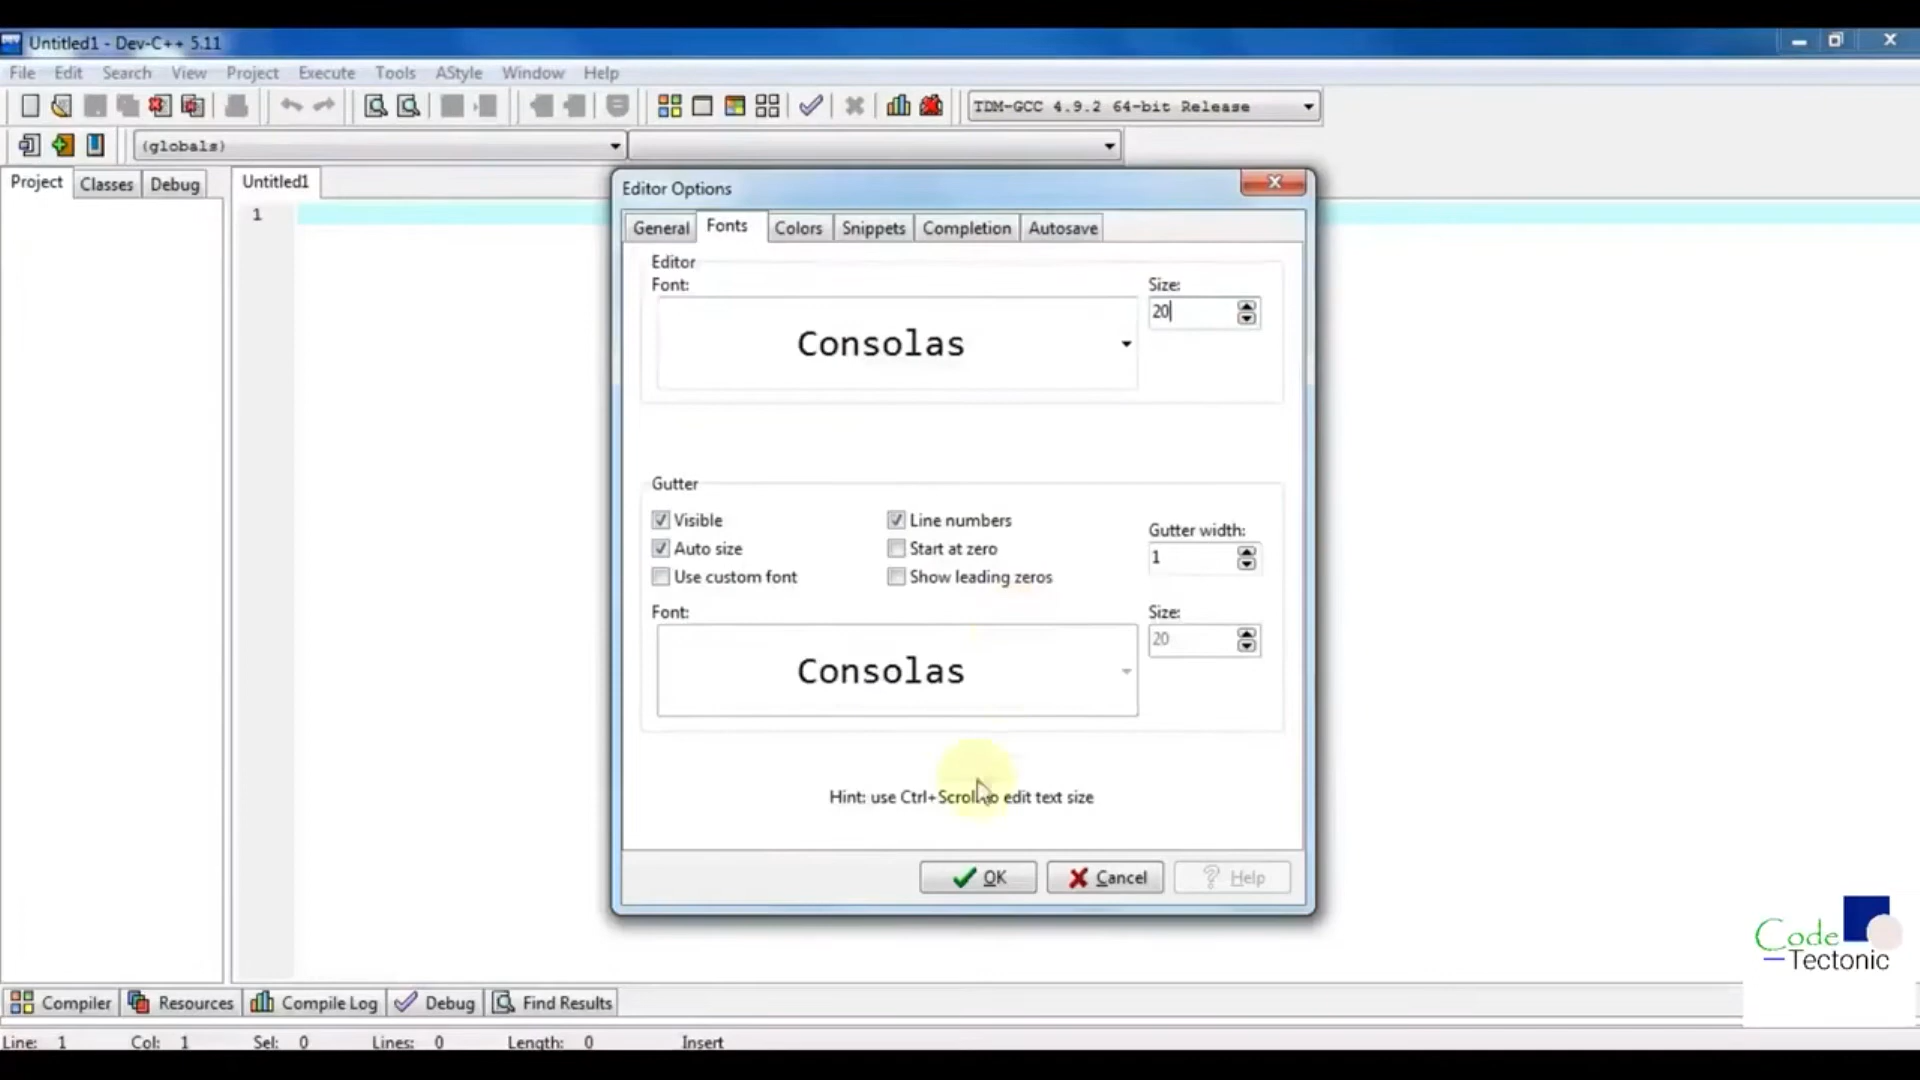 Untitled1 - Dev-C++ 5.11
File Edit Search View Project Execute Tools AStyle Window Help
TDM-GCC 4.9.2 64-bit Release
(globals)
Project Classes Debug
Untitled1
1
Editor Options
General Fonts Colors Snippets Completion Autosave
Editor
Font: Size:
Consolas 20
Gutter
Visible Line numbers Gutter width:
Auto size Start at zero 1
Use custom font Show leading zeros
Font: Size:
Consolas 20
Hint: use Ctrl+Scroll to edit text size
OK Cancel ? Help
Code
Tectonic
Compiler Resources Compile Log Debug Find Results
Line: 1 Col: 1 Sel: 0 Lines: 0 Length: 0 Insert